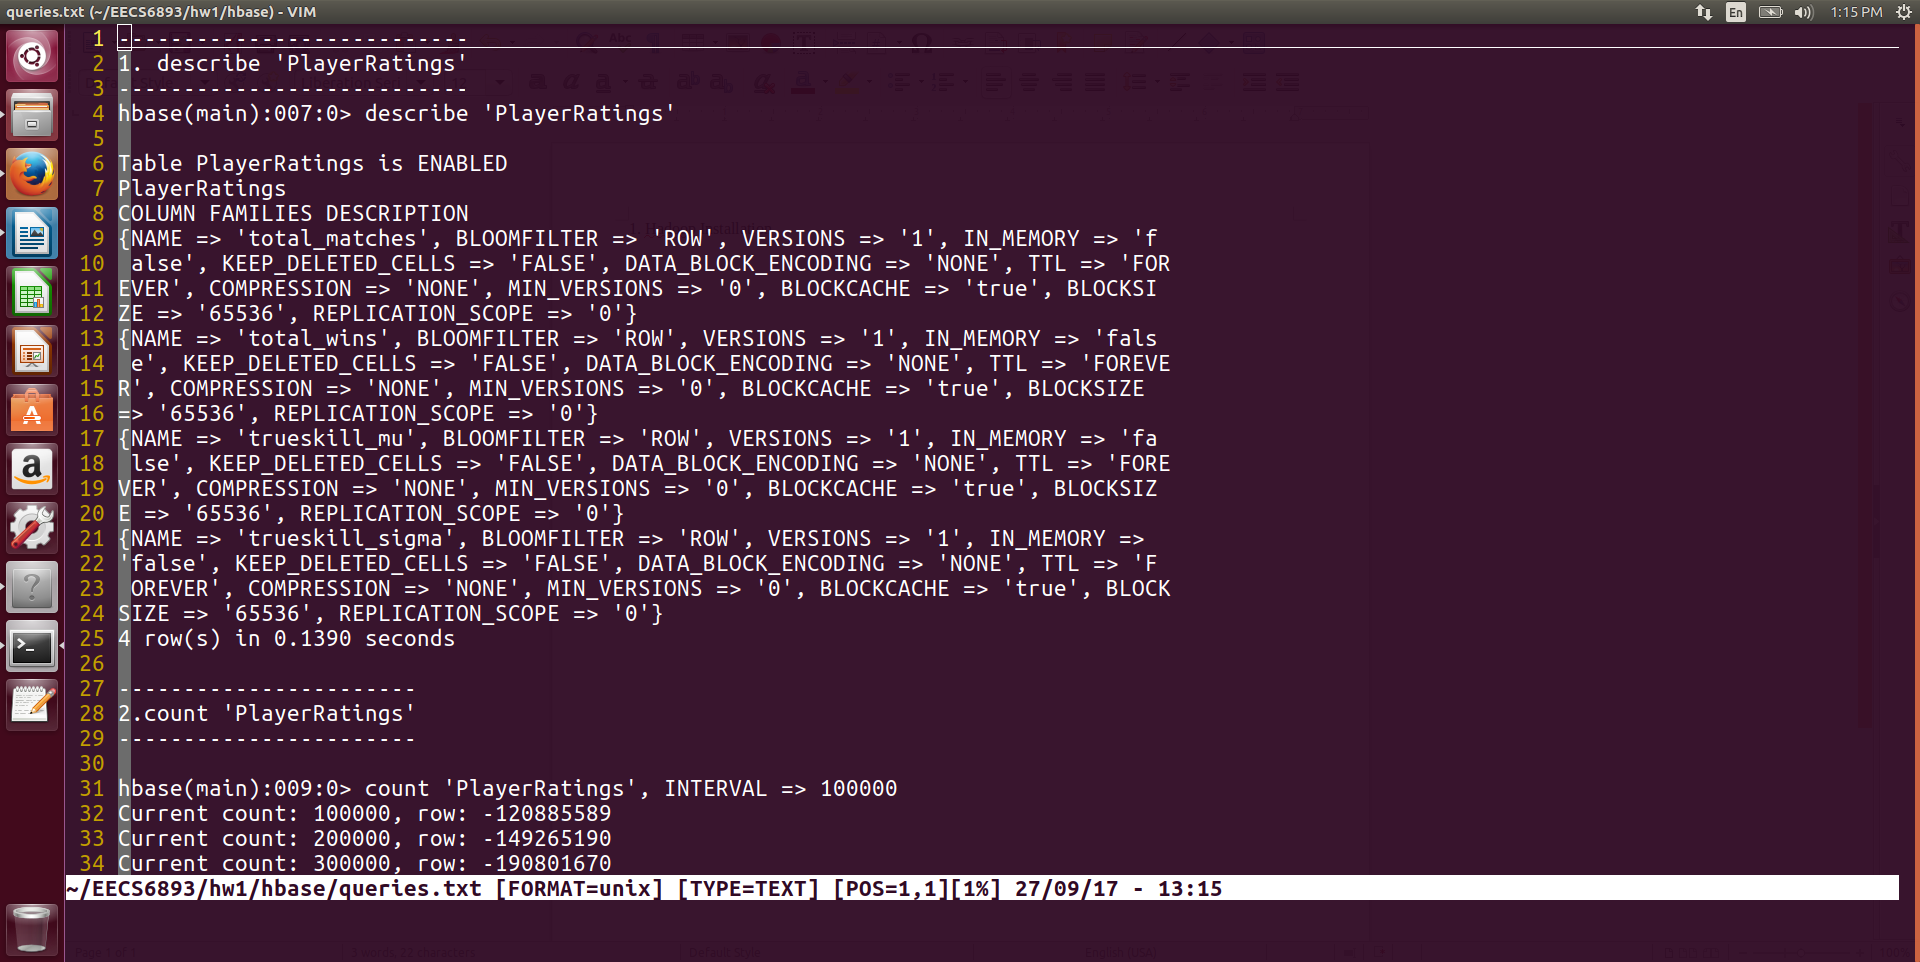 queries.txt (~/EECS6893/hw1/hbase) - VIM
En
1:15 PM
1 ---------------------------
2 1. describe 'PlayerRatings'
3 ---------------------------
4 hbase(main):007:0> describe 'PlayerRatings'
5
6 Table PlayerRatings is ENABLED
7 PlayerRatings
8 COLUMN FAMILIES DESCRIPTION
9 {NAME => 'total_matches', BLOOMFILTER => 'ROW', VERSIONS => '1', IN_MEMORY => 'f
10  alse', KEEP_DELETED_CELLS => 'FALSE', DATA_BLOCK_ENCODING => 'NONE', TTL => 'FOR
11 EVER', COMPRESSION => 'NONE', MIN_VERSIONS => '0', BLOCKCACHE => 'true', BLOCKSI
12 ZE => '65536', REPLICATION_SCOPE => '0'}
13 {NAME => 'total_wins', BLOOMFILTER => 'ROW', VERSIONS => '1', IN_MEMORY => 'fals
14  e', KEEP_DELETED_CELLS => 'FALSE', DATA_BLOCK_ENCODING => 'NONE', TTL => 'FOREVE
15 R', COMPRESSION => 'NONE', MIN_VERSIONS => '0', BLOCKCACHE => 'true', BLOCKSIZE
16 => '65536', REPLICATION_SCOPE => '0'}
17 {NAME => 'trueskill_mu', BLOOMFILTER => 'ROW', VERSIONS => '1', IN_MEMORY => 'fa
18  lse', KEEP_DELETED_CELLS => 'FALSE', DATA_BLOCK_ENCODING => 'NONE', TTL => 'FORE
19 VER', COMPRESSION => 'NONE', MIN_VERSIONS => '0', BLOCKCACHE => 'true', BLOCKSIZ
20 E => '65536', REPLICATION_SCOPE => '0'}
21 {NAME => 'trueskill_sigma', BLOOMFILTER => 'ROW', VERSIONS => '1', IN_MEMORY =>
22 'false', KEEP_DELETED_CELLS => 'FALSE', DATA_BLOCK_ENCODING => 'NONE', TTL => 'F
23  OREVER', COMPRESSION => 'NONE', MIN_VERSIONS => '0', BLOCKCACHE => 'true', BLOCK
24 SIZE => '65536', REPLICATION_SCOPE => '0'}
25 4 row(s) in 0.1390 seconds
26
27 -----------------------
28 2.count 'PlayerRatings'
29 -----------------------
30
31 hbase(main):009:0> count 'PlayerRatings', INTERVAL => 100000
32 Current count: 100000, row: -120885589
33 Current count: 200000, row: -149265190
34 Current count: 300000, row: -190801670
~/EECS6893/hw1/hbase/queries.txt [FORMAT=unix] [TYPE=TEXT] [POS=1,1][1%] 27/09/17 - 13:15